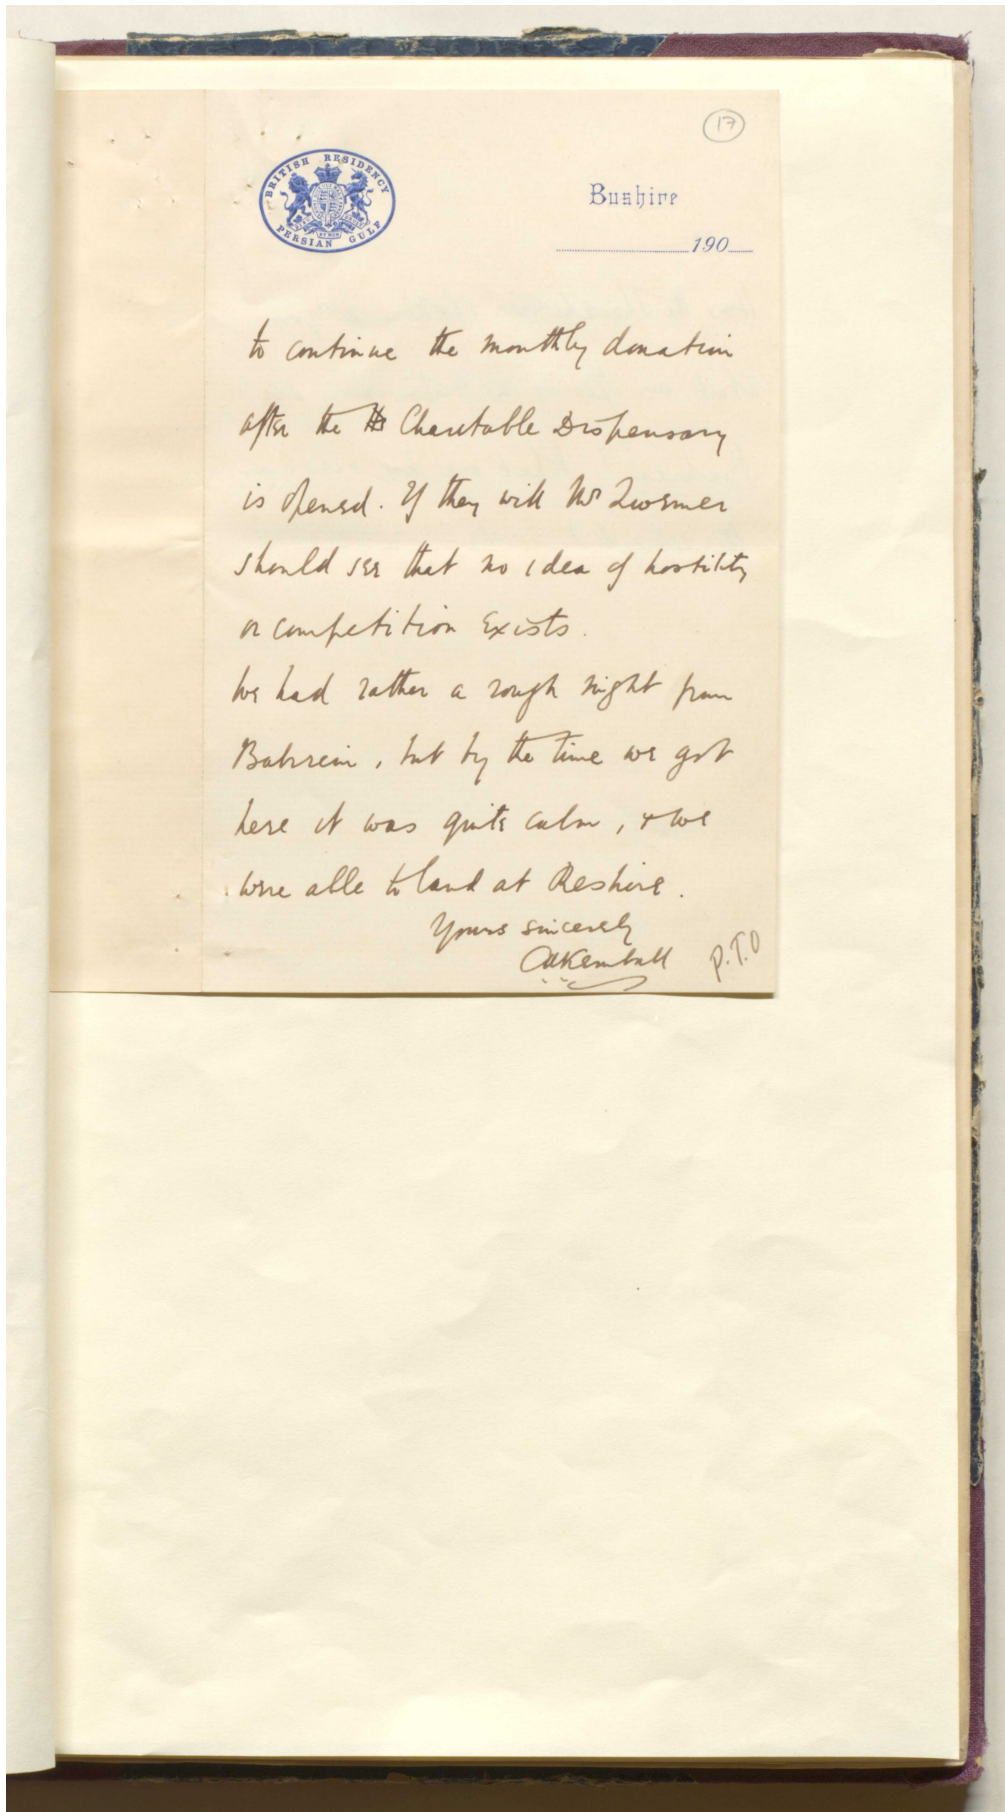 17
BRITISH RESIDENCY
PERSIAN GULF
Bushire
190
to continue the monthly donation
after the Charitable Dispensary
is opened. If they will Mr Zwemer
should see that no idea of hostility
or competition exists.
We had rather a rough night from
Bahrein, but by the time we got
here it was quite calm, & we
were able to land at Reshire.
Yours sincerely
CAKemball
P.T.O